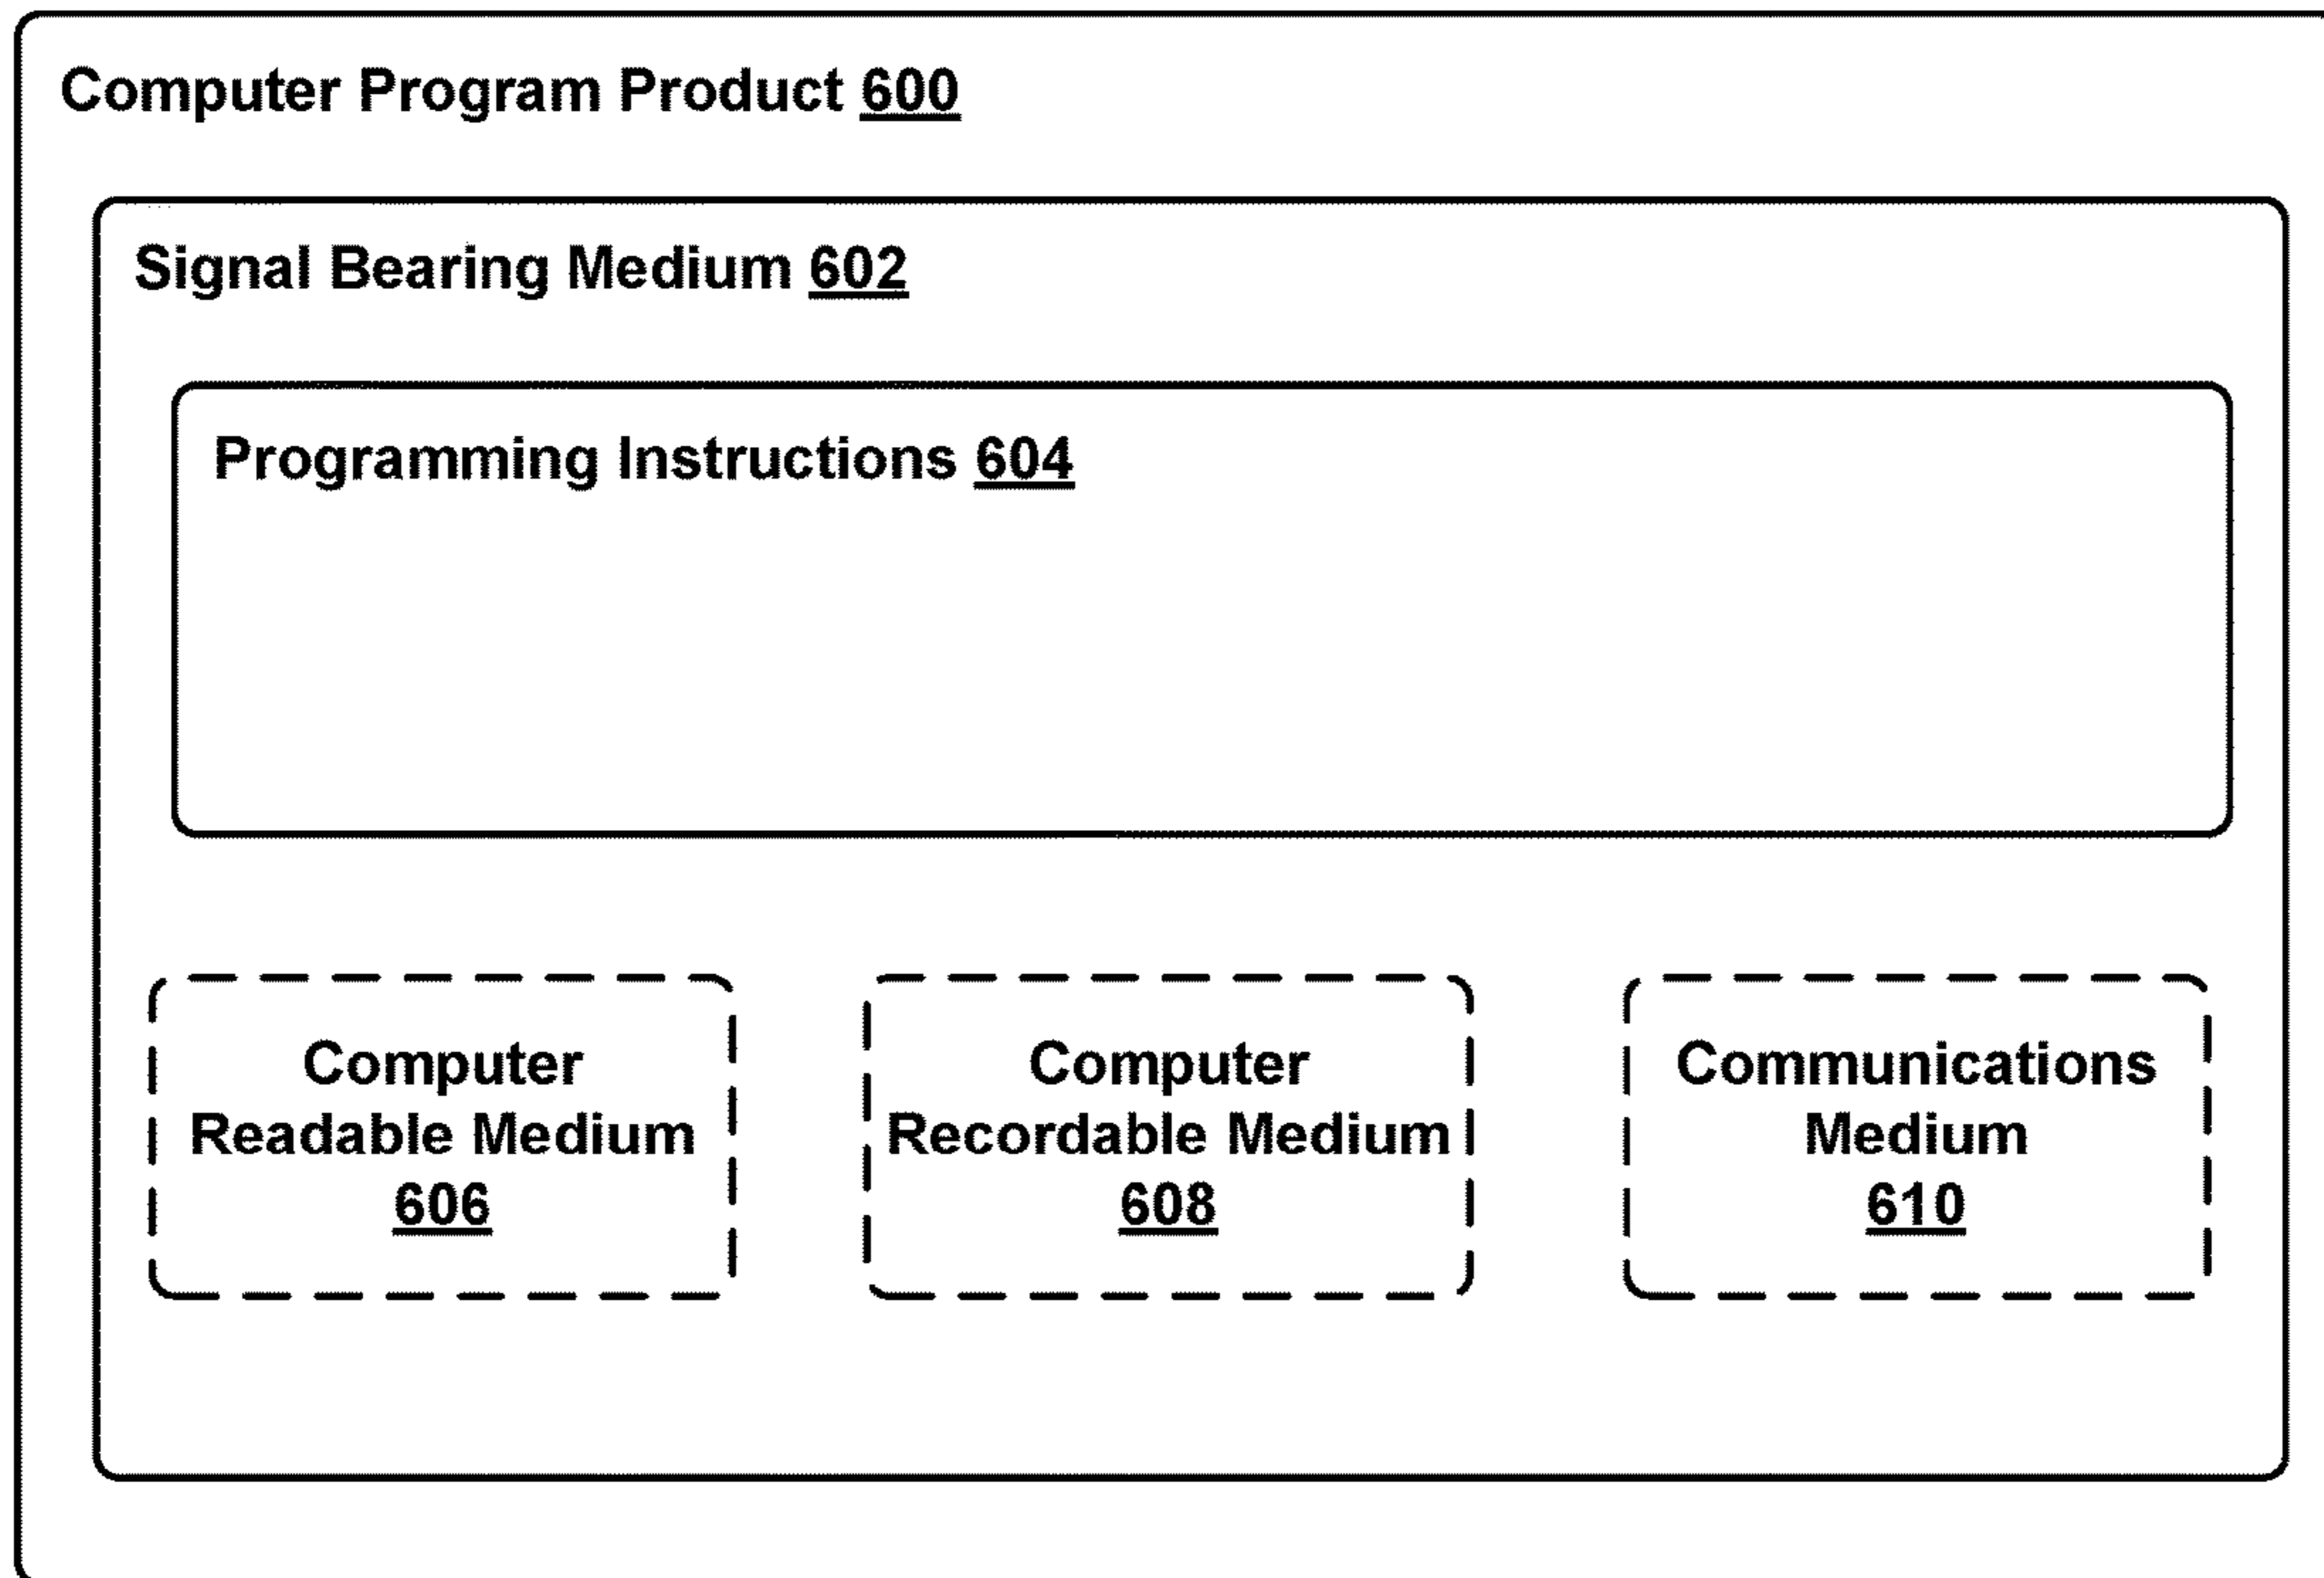 Computer Program Product 600
Signal Bearing Medium 602
Programming Instructions 604
Computer
Readable Medium
606
Computer
Recordable Medium
608
Communications
Medium
610